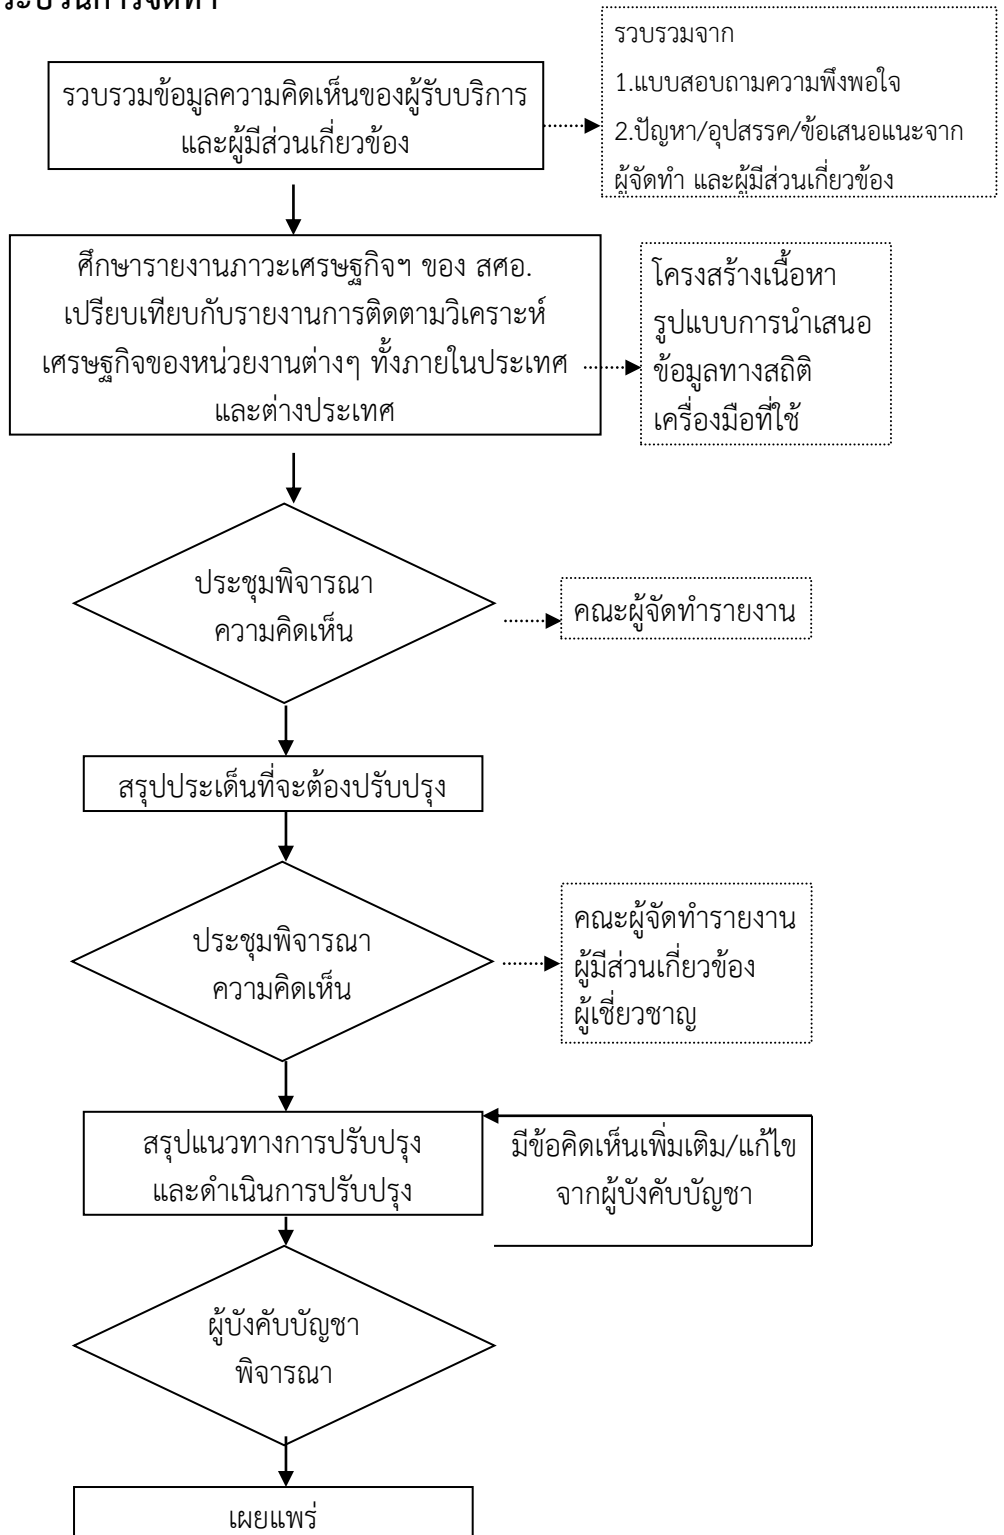 รวบรวมจาก
1.แบบสอบถามความพึงพอใจ
2.ปัญหา/อุปสรรค/ข้อเสนอแนะจาก
ผู้จัดทำ และผู้มีส่วนเกี่ยวข้อง
รวบรวมข้อมูลความคิดเห็นของผู้รับบริการ
และผู้มีส่วนเกี่ยวข้อง
ศึกษารายงานภาวะเศรษฐกิจฯ ของ สศอ.
เปรียบเทียบกับรายงานการติดตามวิเคราะห์
เศรษฐกิจของหน่วยงานต่างๆ ทั้งภายในประเทศ
และต่างประเทศ
โครงสร้างเนื้อหา
รูปแบบการนำเสนอ
ข้อมูลทางสถิติ
เครื่องมือที่ใช้
ประชุมพิจารณา
ความคิดเห็น
คณะผู้จัดทำรายงาน
สรุปประเด็นที่จะต้องปรับปรุง
ประชุมพิจารณา
ความคิดเห็น
คณะผู้จัดทำรายงาน
ผู้มีส่วนเกี่ยวข้อง
ผู้เชี่ยวชาญ
สรุปแนวทางการปรับปรุง
และดำเนินการปรับปรุง
มีข้อคิดเห็นเพิ่มเติม/แก้ไข
จากผู้บังคับบัญชา
ผู้บังคับบัญชา
พิจารณา
เผยแพร่